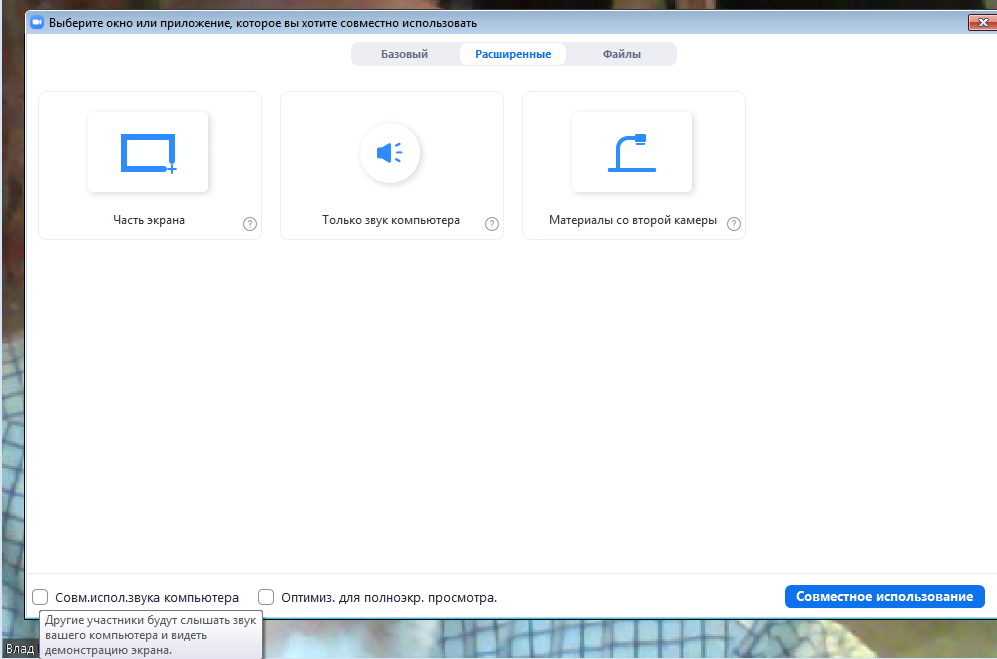 Выберите окно или приложение, которое вы хотите совместно использовать
Базовый
Расширенные
Файлы
Часть экрана
?
Только звук компьютера
?
Материалы со второй камеры
?
Совм.испол.звука компьютера
Оптимиз. для полноэкр. просмотра.
Совместное использование
Другие участники будут слышать звук
вашего компьютера и видеть
демонстрацию экрана.
Влад